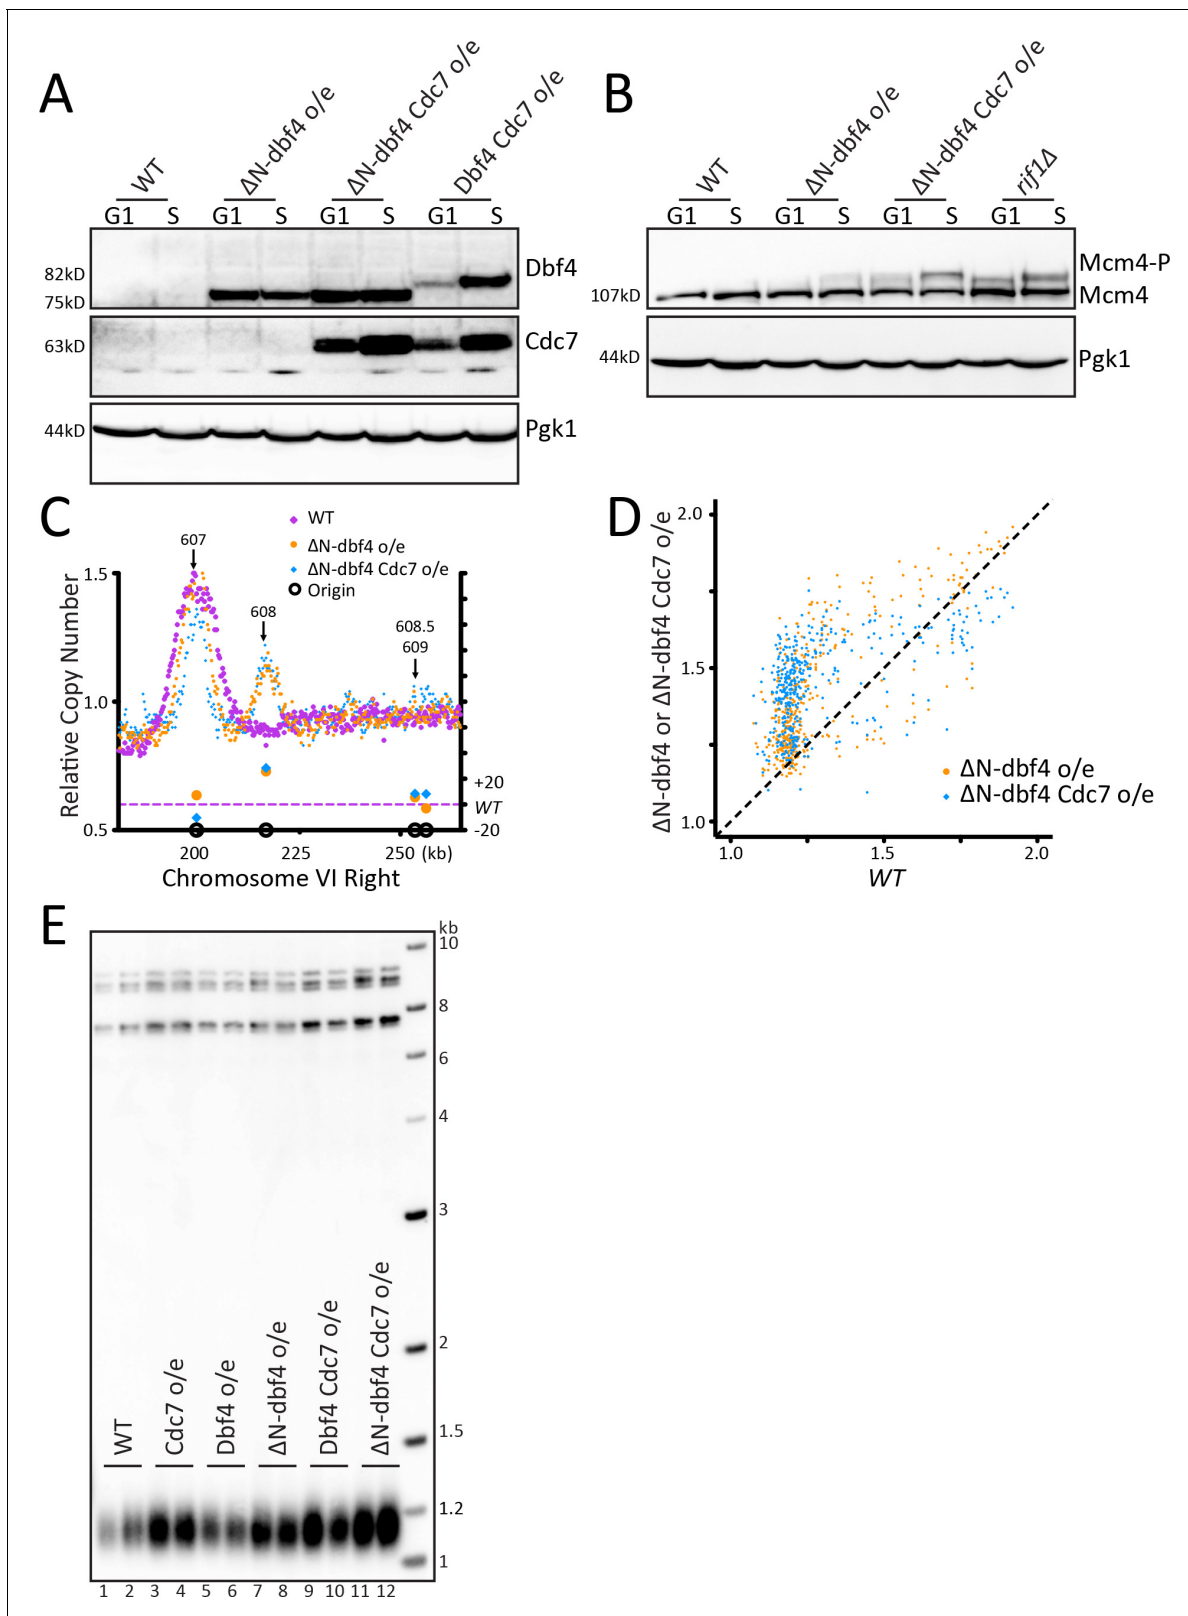 A
WT
ΔN-dbf4 o/e
ΔN-dbf4 Cdc7 o/e
Dbf4 Cdc7 o/e
G1 S G1 S G1 S G1 S
82kD
75kD
Dbf4
63kD
Cdc7
44kD
Pgk1
B
WT
ΔN-dbf4 o/e
ΔN-dbf4 Cdc7 o/e
rif1Δ
G1 S G1 S G1 S G1 S
Mcm4-P
107kD
Mcm4
44kD
Pgk1
C
WT
ΔN-dbf4 o/e
ΔN-dbf4 Cdc7 o/e
Origin
607
608
608.5
609
Relative Copy Number
1.5
1.0
0.5
+20
WT
-20
200 225 250 (kb)
Chromosome VI Right
D
ΔN-dbf4 or ΔN-dbf4 Cdc7 o/e
2.0
1.5
1.0
ΔN-dbf4 o/e
ΔN-dbf4 Cdc7 o/e
1.0 1.5 2.0
WT
E
kb
10
8
6
4
3
2
1.5
1.2
1
WT
Cdc7 o/e
Dbf4 o/e
ΔN-dbf4 o/e
Dbf4 Cdc7 o/e
ΔN-dbf4 Cdc7 o/e
1 2 3 4 5 6 7 8 9 10 11 12